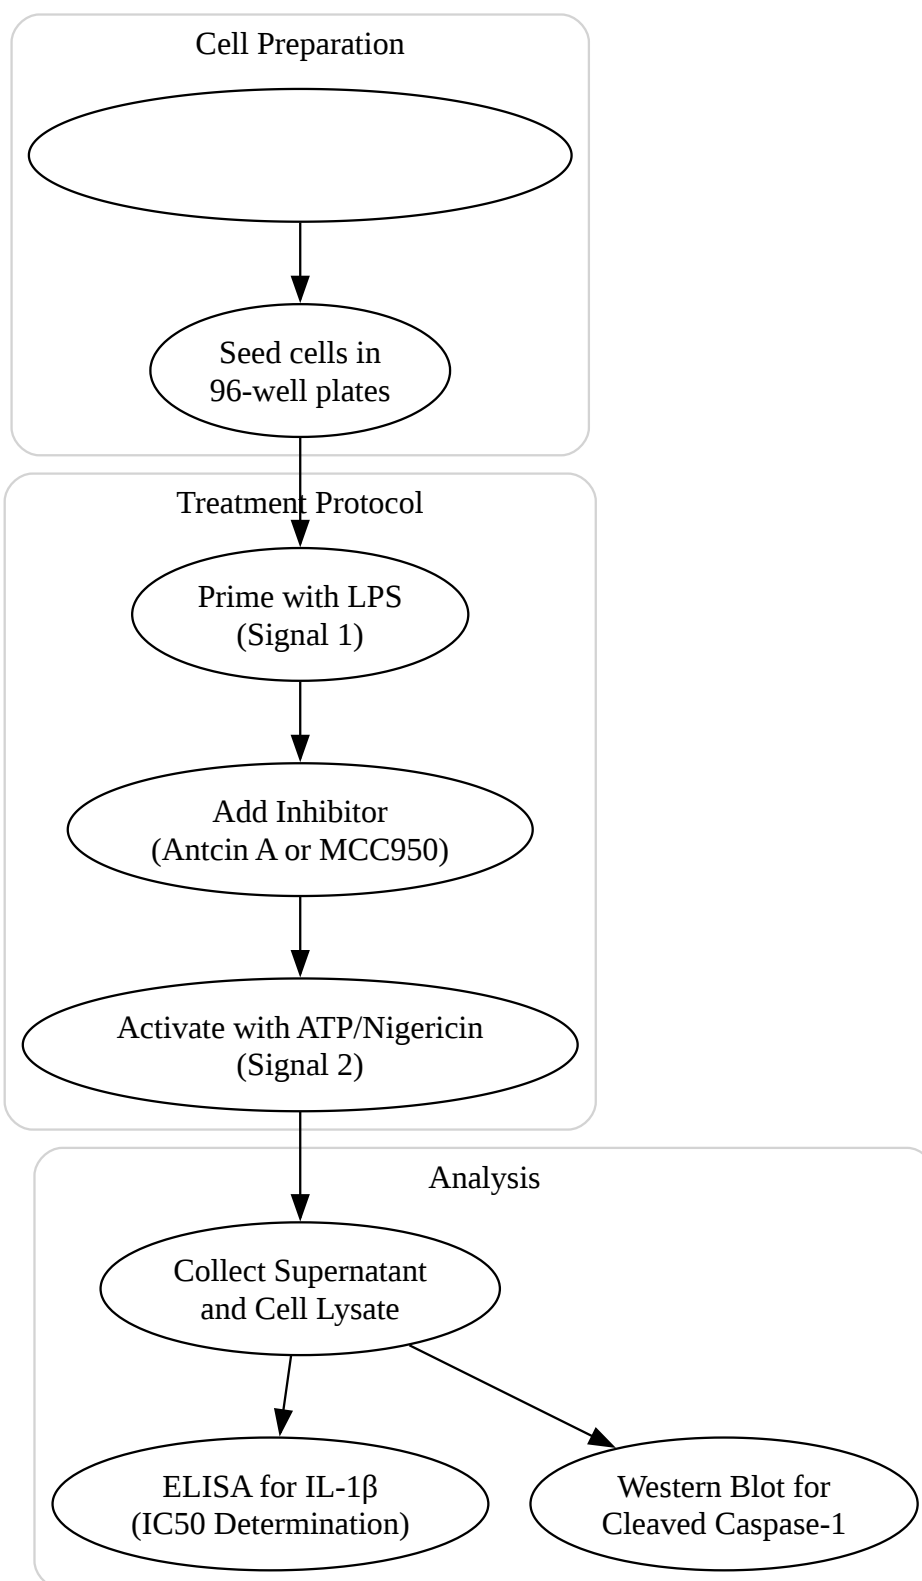 Cell Preparation
Seed cells in
96-well plates
Treatment Protocol
Prime with LPS
(Signal 1)
Add Inhibitor
(Antcin A or MCC950)
Activate with ATP/Nigericin
(Signal 2)
Analysis
Collect Supernatant
and Cell Lysate
ELISA for IL-1β
(IC50 Determination)
Western Blot for
Cleaved Caspase-1